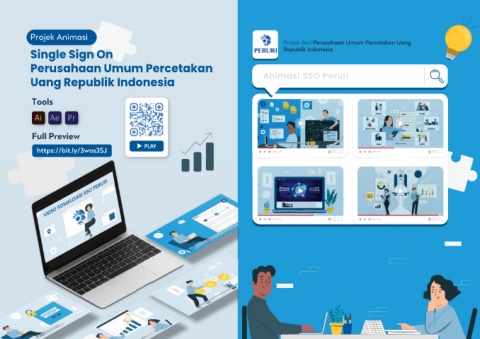 Projek Animasi
Single Sign On
Perusahaan Umum Percetakan
Uang Republik Indonesia
Tools
Ai Ae Pr
Full Preview
https://bit.ly/3wos3SJ
PLAY
VIDEO SOSIALISASI SSO PERURI
PERURI
Projek dari Perusahaan Umum Percetakan Uang
Republik Indonesia
Animasi SSO Peruri